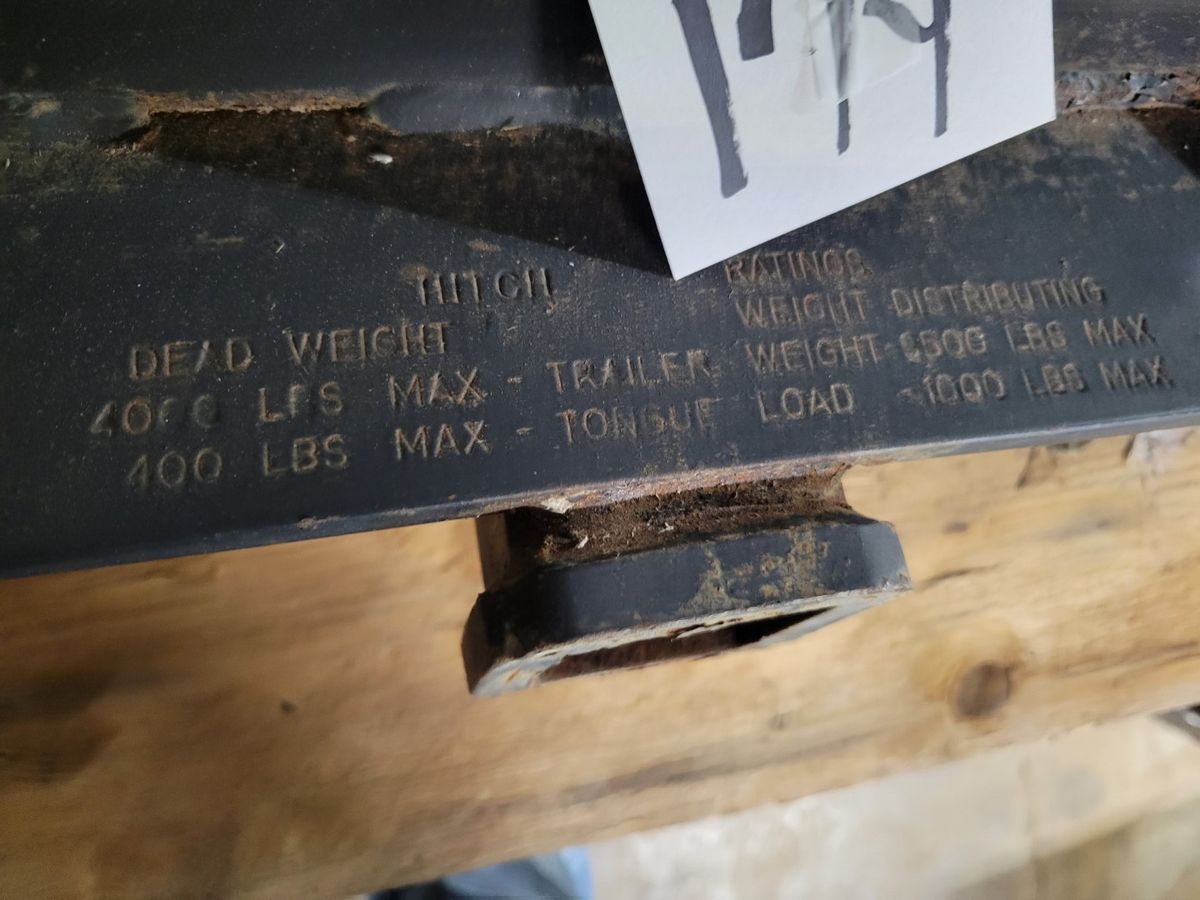 HITCH RATINGS
DEAD WEIGHT WEIGHT DISTRIBUTING
4000 LBS MAX - TRAILER WEIGHT LBS MAX
400 LBS MAX - TONGUE LOAD - 1000 LBS MAX